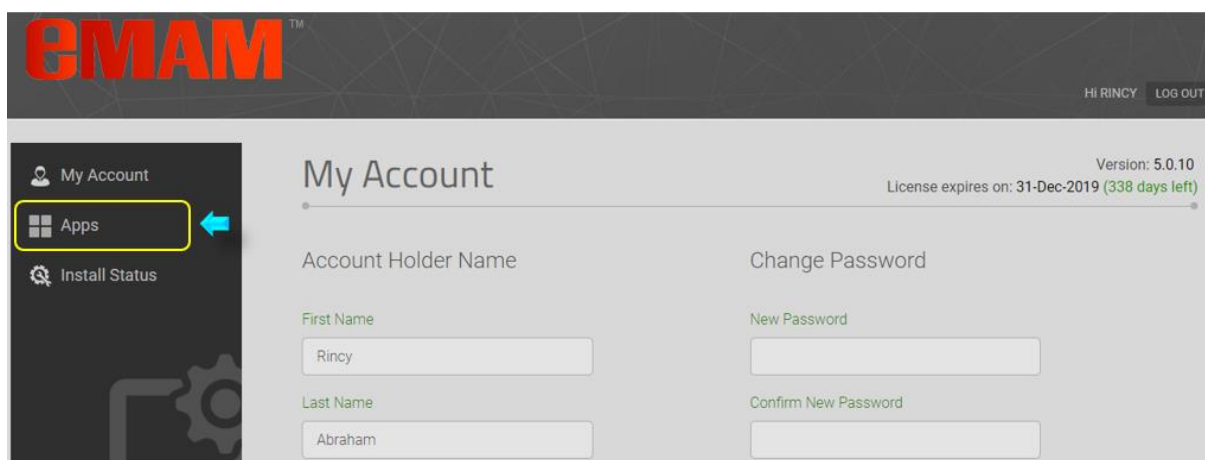 eMAM™
Hi RINCY LOG OUT
My Account
Apps
Install Status
My Account
Version: 5.0.10
License expires on: 31-Dec-2019 (338 days left)
Account Holder Name
Change Password
First Name
New Password
Rincy
Last Name
Confirm New Password
Abraham